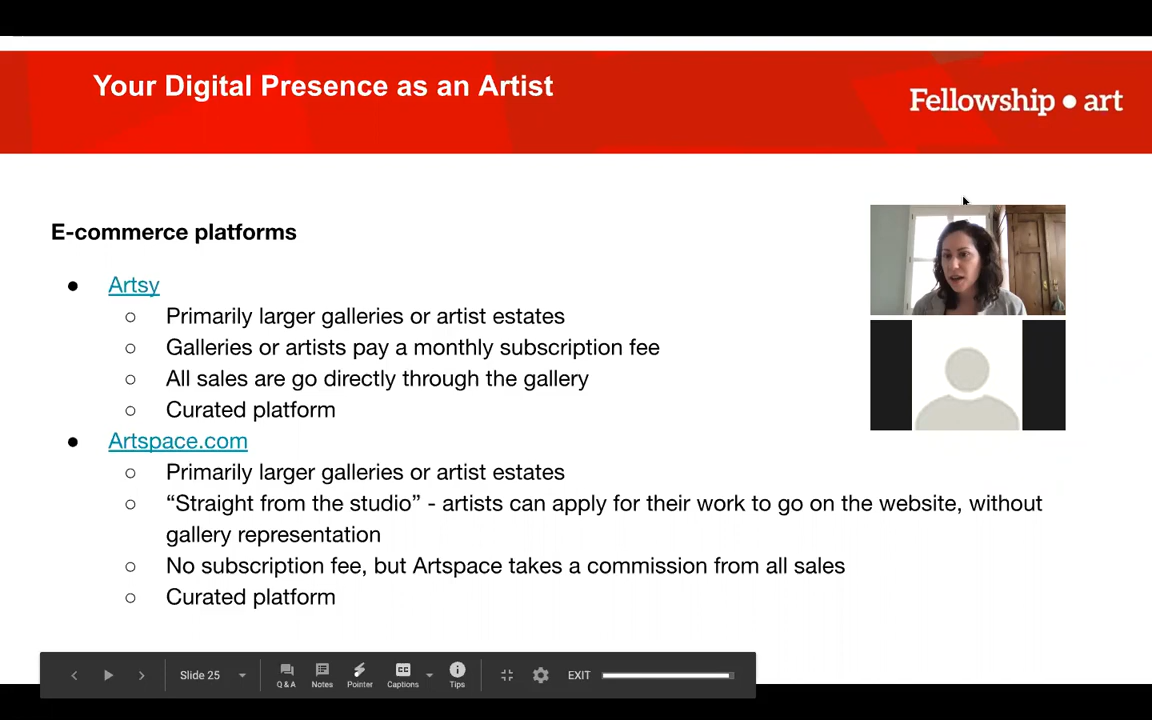 Your Digital Presence as an Artist
Fellowship • art
E-commerce platforms
● Artsy
○ Primarily larger galleries or artist estates
○ Galleries or artists pay a monthly subscription fee
○ All sales are go directly through the gallery
○ Curated platform
● Artspace.com
○ Primarily larger galleries or artist estates
○ “Straight from the studio” - artists can apply for their work to go on the website, without
gallery representation
○ No subscription fee, but Artspace takes a commission from all sales
○ Curated platform
Slide 25
Q & A
Notes
Pointer
CC
Captions
Tips
EXIT